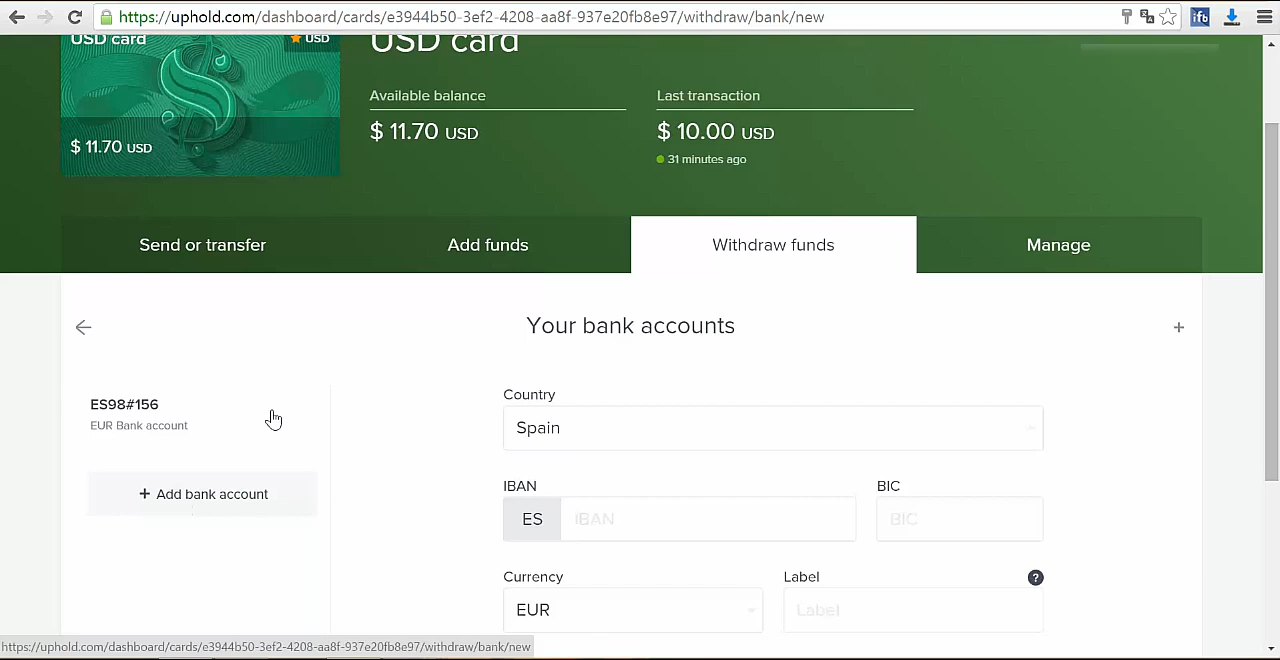 https://uphold.com/dashboard/cards/e3944b50-3ef2-4208-aa8f-937e20fb8e97/withdraw/bank/new
ifb
USD card
USD
USD card
Available balance
Last transaction
$ 11.70 USD
$ 10.00 USD
$ 11.70 USD
31 minutes ago
Send or transfer
Add funds
Withdraw funds
Manage
Your bank accounts
+
ES98#156
EUR Bank account
+ Add bank account
Country
Spain
IBAN
BIC
ES
IBAN
BIC
Currency
Label
?
EUR
Label
https://uphold.com/dashboard/cards/e3944b50-3ef2-4208-aa8f-937e20fb8e97/withdraw/bank/new